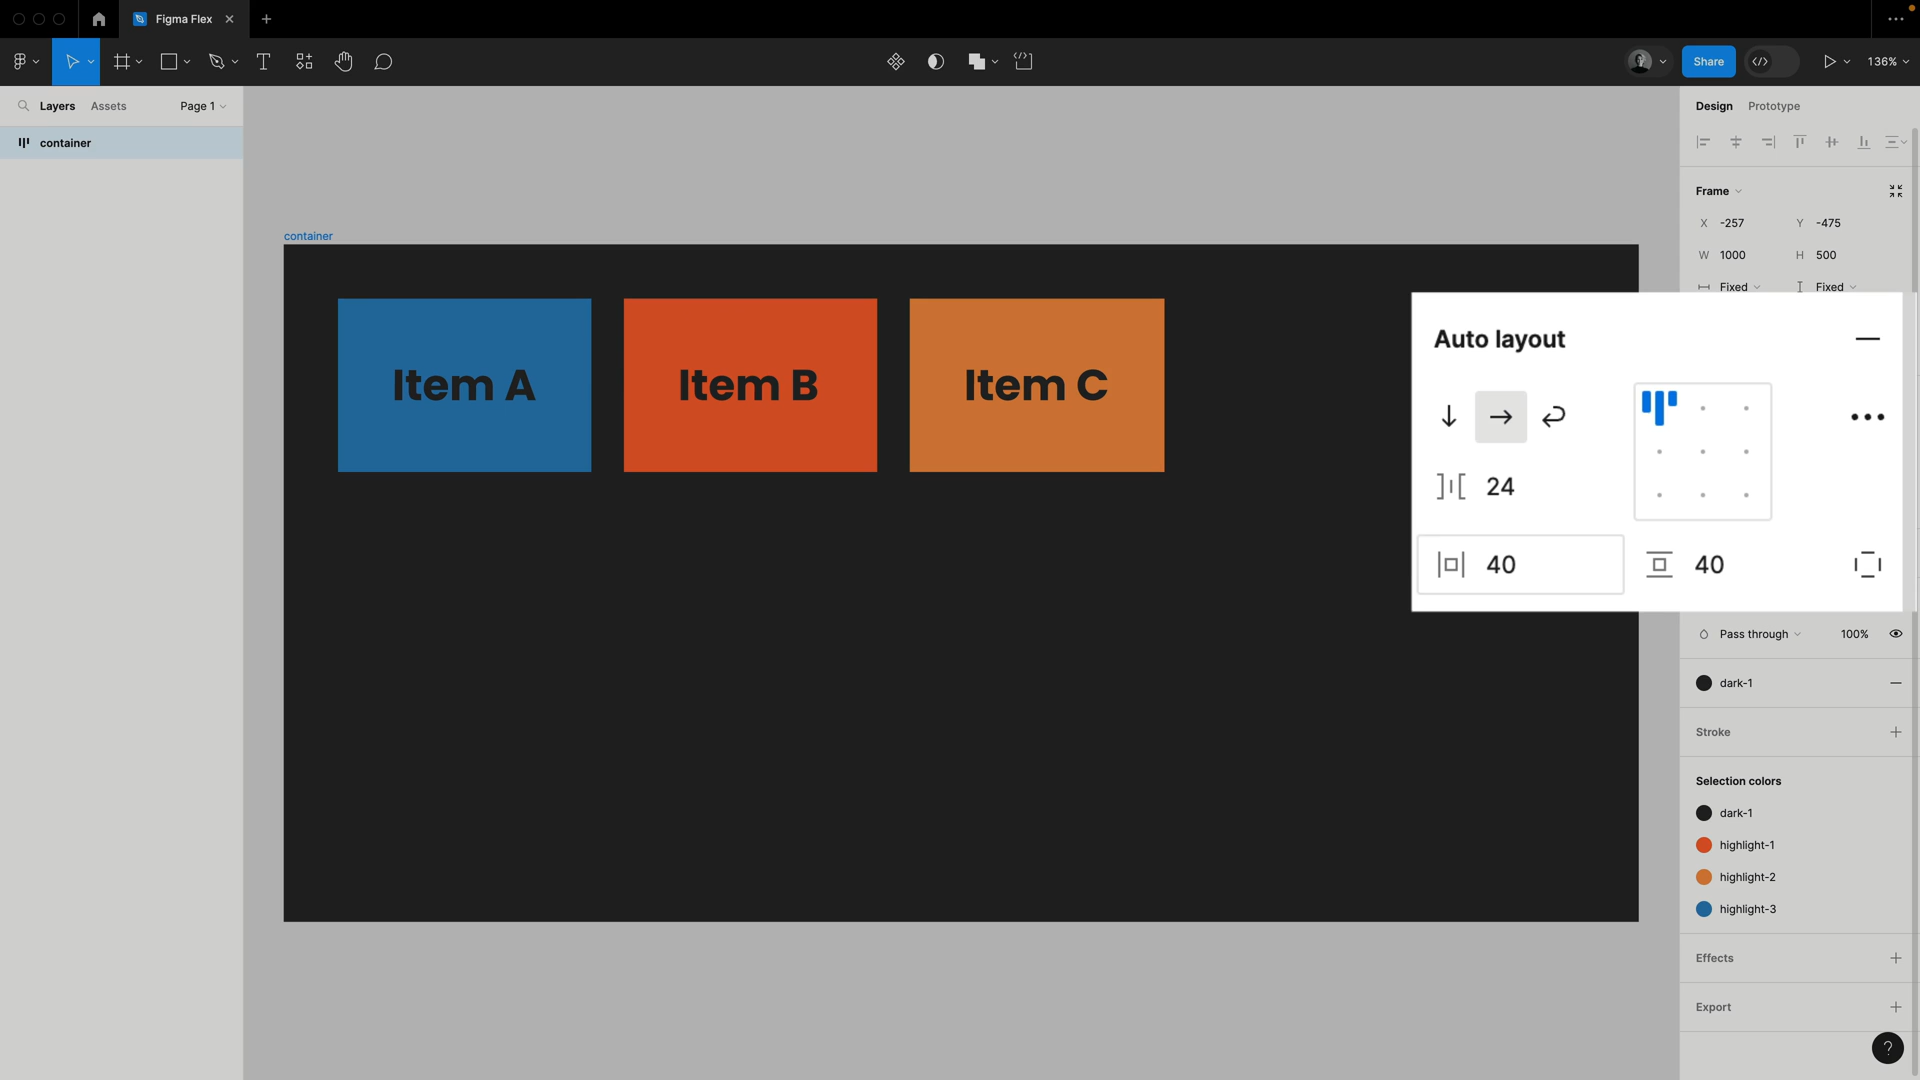 Figma Flex
Share
136%
Layers
Assets
Page 1
container
container
Item A
Item B
Item C
Design
Prototype
Frame
X -257
Y -475
W 1000
H 500
Fixed
Fixed
Auto layout
24
40
40
Pass through
100%
dark-1
Stroke
Selection colors
dark-1
highlight-1
highlight-2
highlight-3
Effects
Export
?